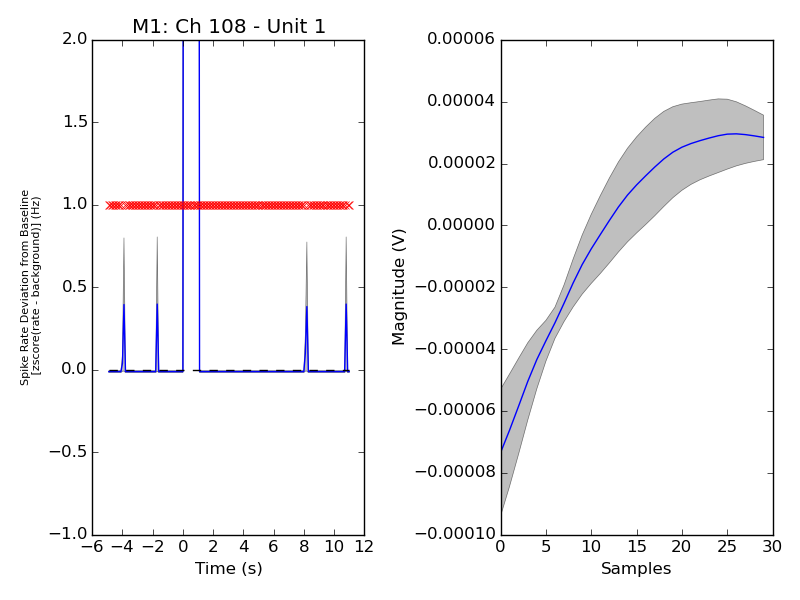 M1: Ch 108 - Unit 1
Spike Rate Deviation from Baseline
[zscore(rate - background)] (Hz)
2.0
1.5
1.0
0.5
0.0
−0.5
−1.0
−6 −4 −2 0 2 4 6 8 10 12
Time (s)
Magnitude (V)
0.00006
0.00004
0.00002
0.00000
−0.00002
−0.00004
−0.00006
−0.00008
−0.00010
0 5 10 15 20 25 30
Samples